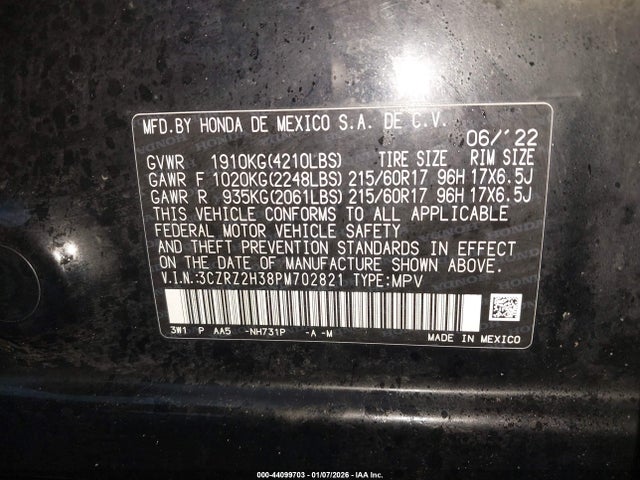 MFD.BY HONDA DE MEXICO S.A. DE C.V.
06/'22
GVWR 1910KG(4210LBS) TIRE SIZE RIM SIZE
GAWR F 1020KG(2248LBS) 215/60R17 96H 17X6.5J
GAWR R 935KG(2061LBS) 215/60R17 96H 17X6.5J
THIS VEHICLE CONFORMS TO ALL APPLICABLE
FEDERAL MOTOR VEHICLE SAFETY
AND THEFT PREVENTION STANDARDS IN EFFECT
ON THE DATE OF MANUFACTURE SHOWN ABOVE.
V.I.N.:3CZRZ2H38PM702821 TYPE:MPV
3W1 P AA5 -NH731P -A -M
MADE IN MEXICO
000-44099703 - 01/07/2026 - IAA Inc.